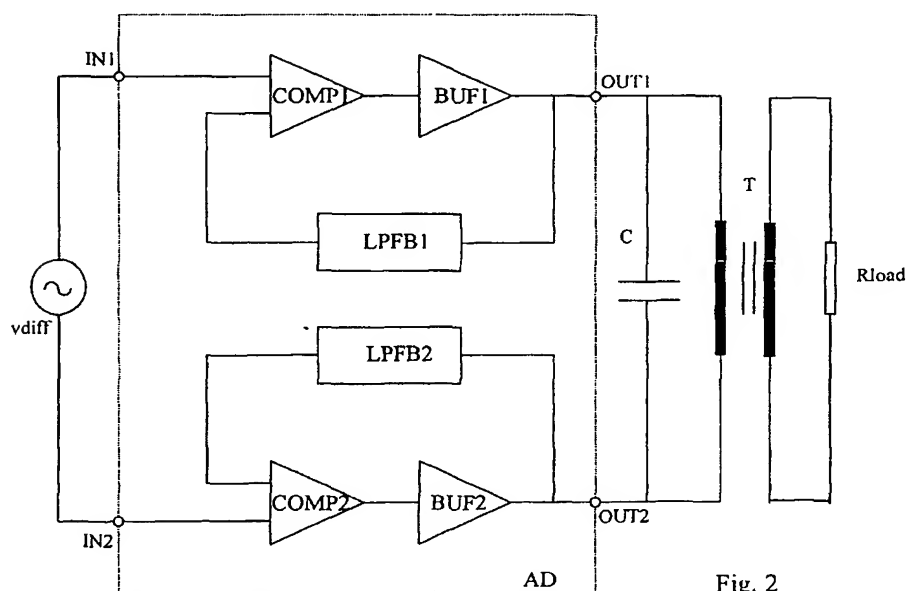 IN1
COMP1
BUF1
OUT1
LPFB1
T
C
Rload
vdiff
LPFB2
COMP2
BUF2
OUT2
IN2
AD
Fig. 2